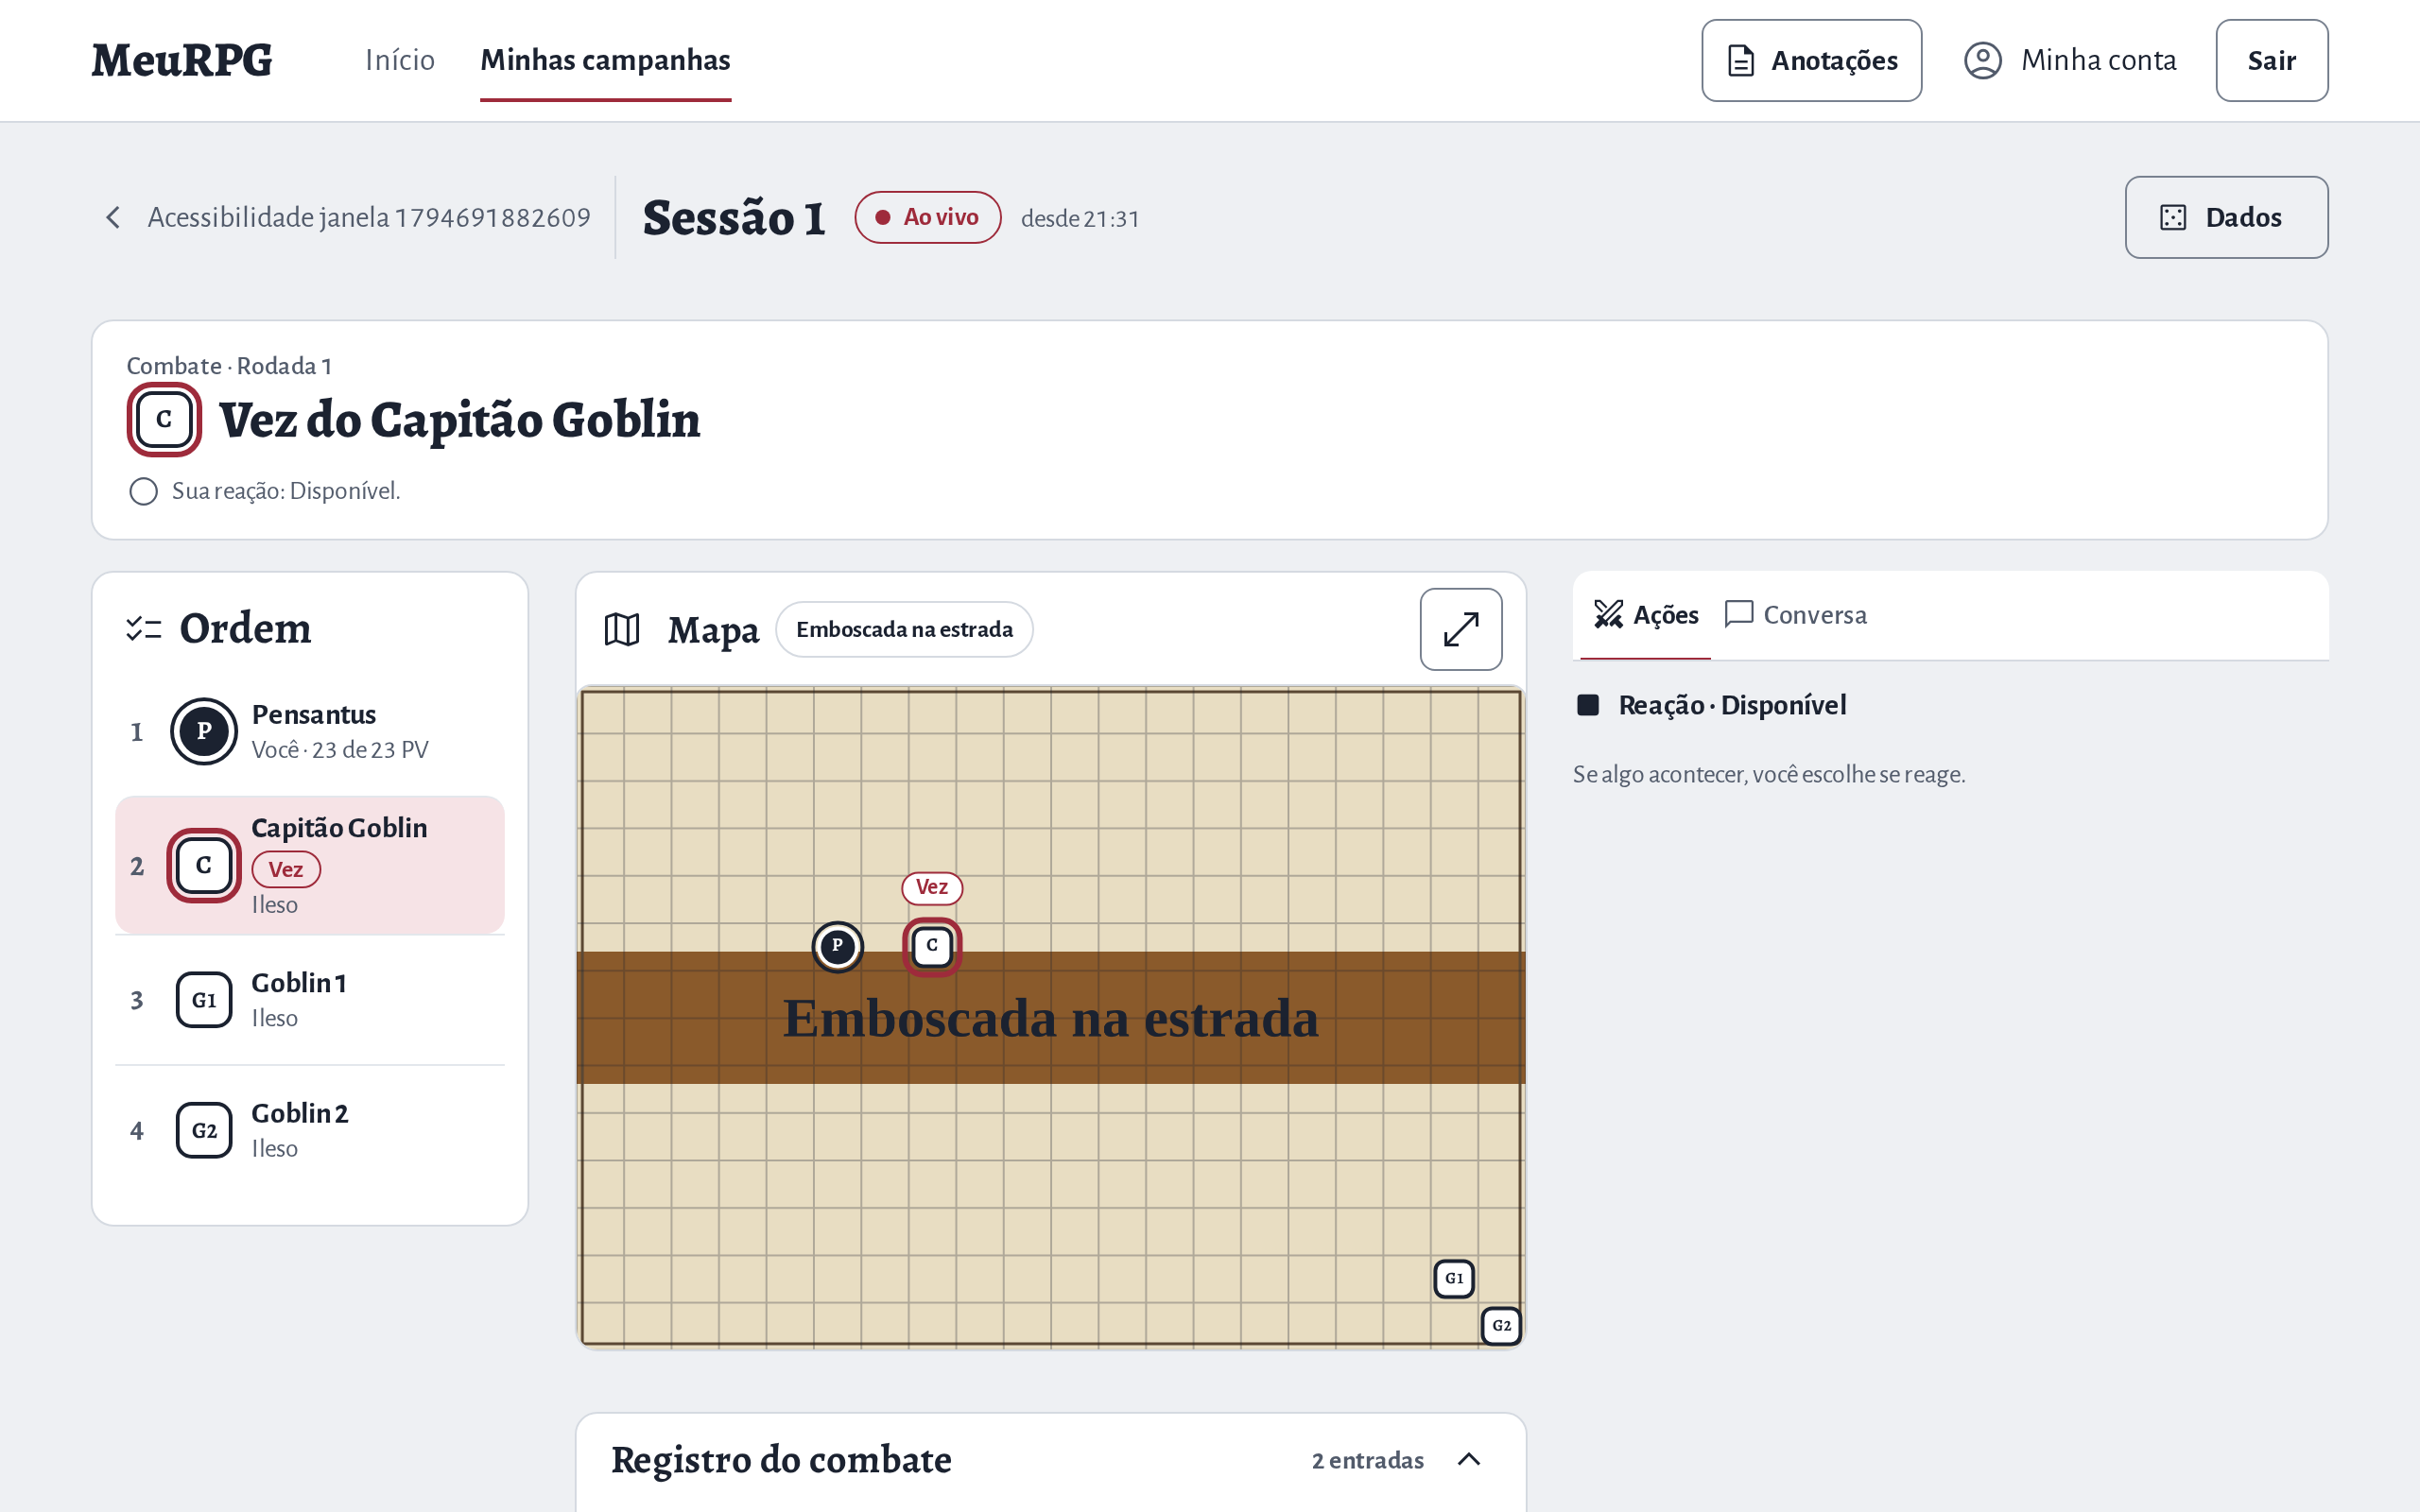 MeuRPG
Início
Minhas campanhas
Anotações
Minha conta
Sair
Acessibilidade janela 1794691882609
Sessão 1
Ao vivo
desde 21:31
Dados
Combate · Rodada 1
C
Vez do Capitão Goblin
Sua reação: Disponível.
Ordem
1
P
Pensantus
Você · 23 de 23 PV
2
C
Capitão Goblin
Vez
Ileso
3
G1
Goblin 1
Ileso
4
G2
Goblin 2
Ileso
Mapa
Emboscada na estrada
Vez
P
C
Emboscada na estrada
G1
G2
Registro do combate
2 entradas
Ações
Conversa
Reação · Disponível
Se algo acontecer, você escolhe se reage.